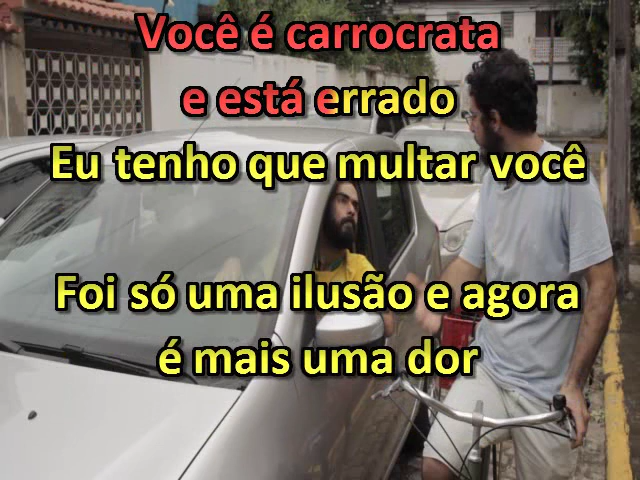 Você é carrocrata
e está errado
Eu tenho que multar você
Foi só uma ilusão e agora
é mais uma dor